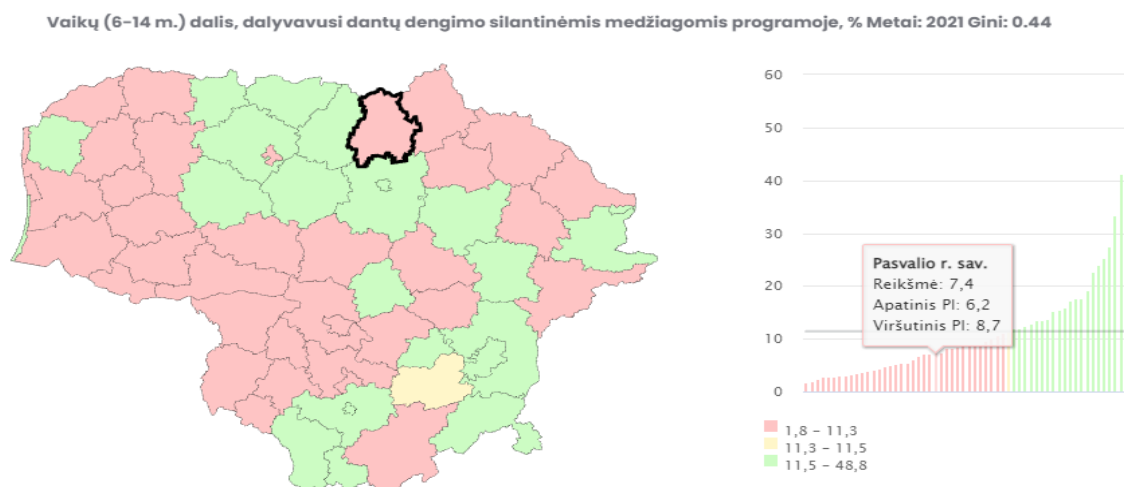 Vaikų (6-14 m.) dalis, dalyvavusi dantų dengimo silantinėmis medžiagomis programoje, % Metai: 2021 Gini: 0.44
60
50
40
30
20
10
0
Pasvalio r. sav.
Reikšmė: 7,4
Apatinis PI: 6,2
Viršutinis PI: 8,7
1,8 – 11,3
11,3 – 11,5
11,5 – 48,8